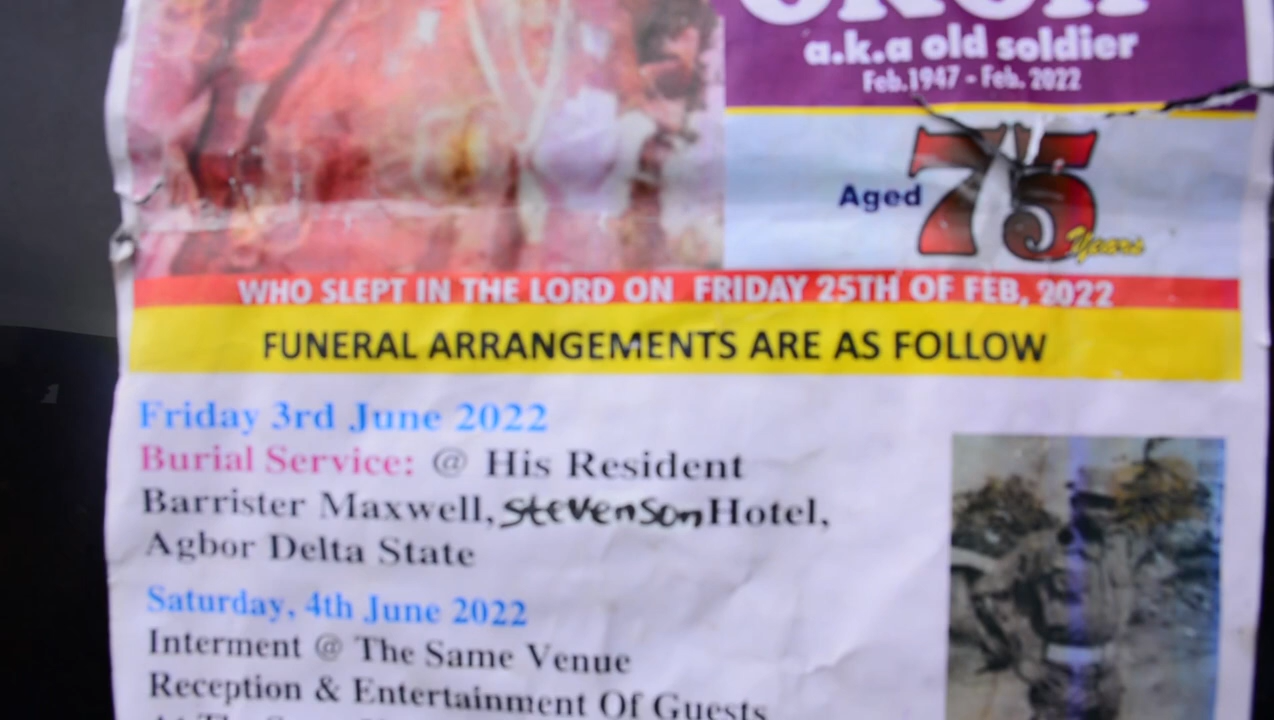 a.k.a old soldier
Feb.1947 - Feb. 2022
Aged 75 Years
WHO SLEPT IN THE LORD ON FRIDAY 25TH OF FEB, 2022
FUNERAL ARRANGEMENTS ARE AS FOLLOW
Friday 3rd June 2022
Burial Service: @ His Resident
Barrister Maxwell, Stevenson Hotel,
Agbor Delta State
Saturday, 4th June 2022
Interment @ The Same Venue
Reception & Entertainment Of Guests